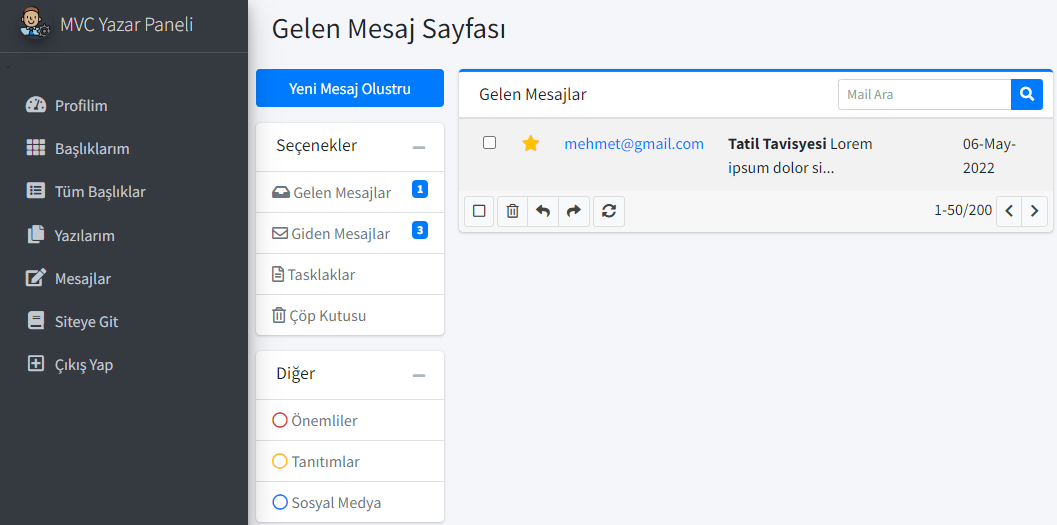 MVC Yazar Paneli
Profilim
Başlıklarım
Tüm Başlıklar
Yazılarım
Mesajlar
Siteye Git
Çıkış Yap
Gelen Mesaj Sayfası
Yeni Mesaj Olustru
Seçenekler
Gelen Mesajlar 1
Giden Mesajlar 3
Tasklaklar
Çöp Kutusu
Diğer
Önemliler
Tanıtımlar
Sosyal Medya
Gelen Mesajlar
Mail Ara
mehmet@gmail.com
Tatil Tavisyesi Lorem
ipsum dolor si...
06-May-
2022
1-50/200